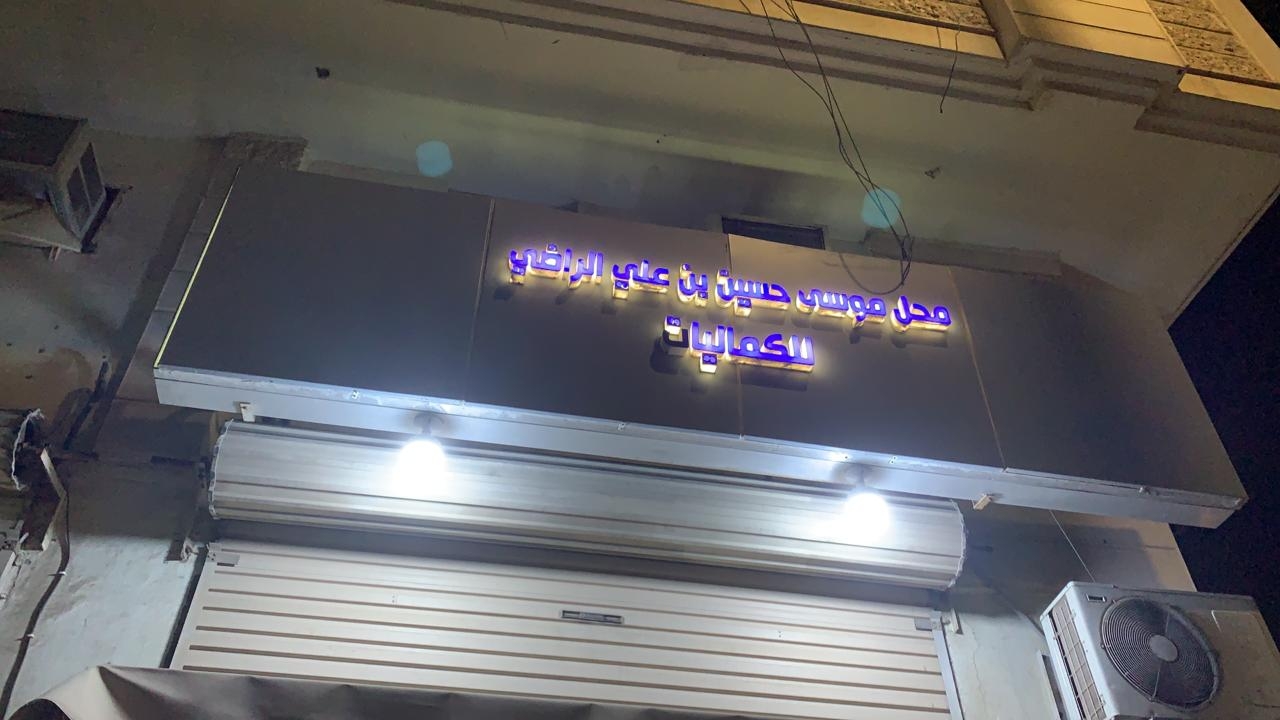 محل موسى حسين بن علي الراضي
للكماليات